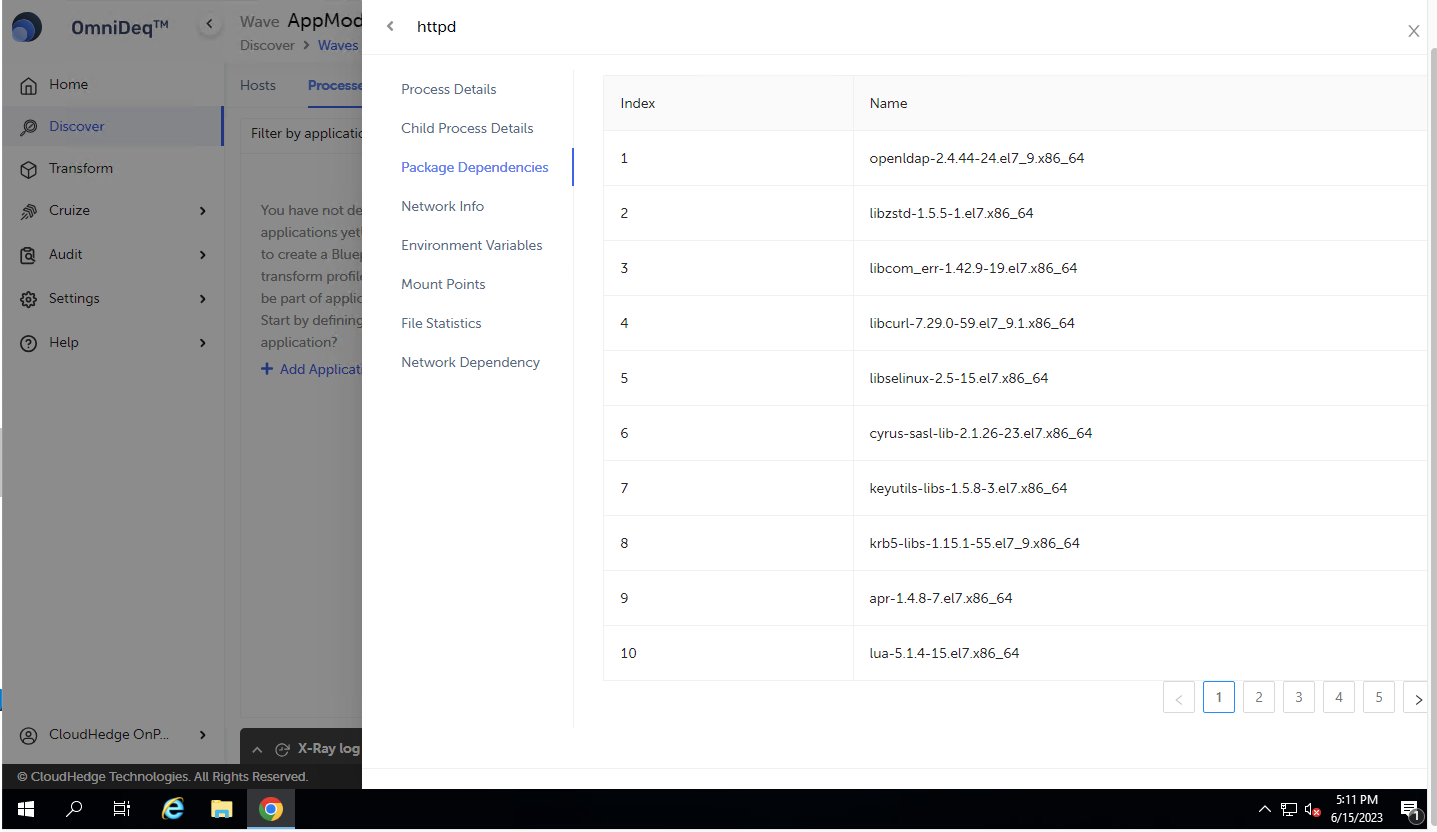 OmniDeq™
Home
Discover
Transform
Cruize
Audit
Settings
Help
CloudHedge OnP...
© CloudHedge Technologies. All Rights Reserved.
Wave AppMod
Discover > Waves
Hosts
Processe
Filter by applicatio
You have not de
applications yet
to create a Bluep
transform profil
be part of applic
Start by defining
application?
+ Add Applicat
X-Ray log
httpd
X
Process Details
Child Process Details
Package Dependencies
Network Info
Environment Variables
Mount Points
File Statistics
Network Dependency
Index Name
1 openldap-2.4.44-24.el7_9.x86_64
2 libzstd-1.5.5-1.el7.x86_64
3 libcom_err-1.42.9-19.el7.x86_64
4 libcurl-7.29.0-59.el7_9.1.x86_64
5 libselinux-2.5-15.el7.x86_64
6 cyrus-sasl-lib-2.1.26-23.el7.x86_64
7 keyutils-libs-1.5.8-3.el7.x86_64
8 krb5-libs-1.15.1-55.el7_9.x86_64
9 apr-1.4.8-7.el7.x86_64
10 lua-5.1.4-15.el7.x86_64
< 1 2 3 4 5 >
5:11 PM
6/15/2023
1